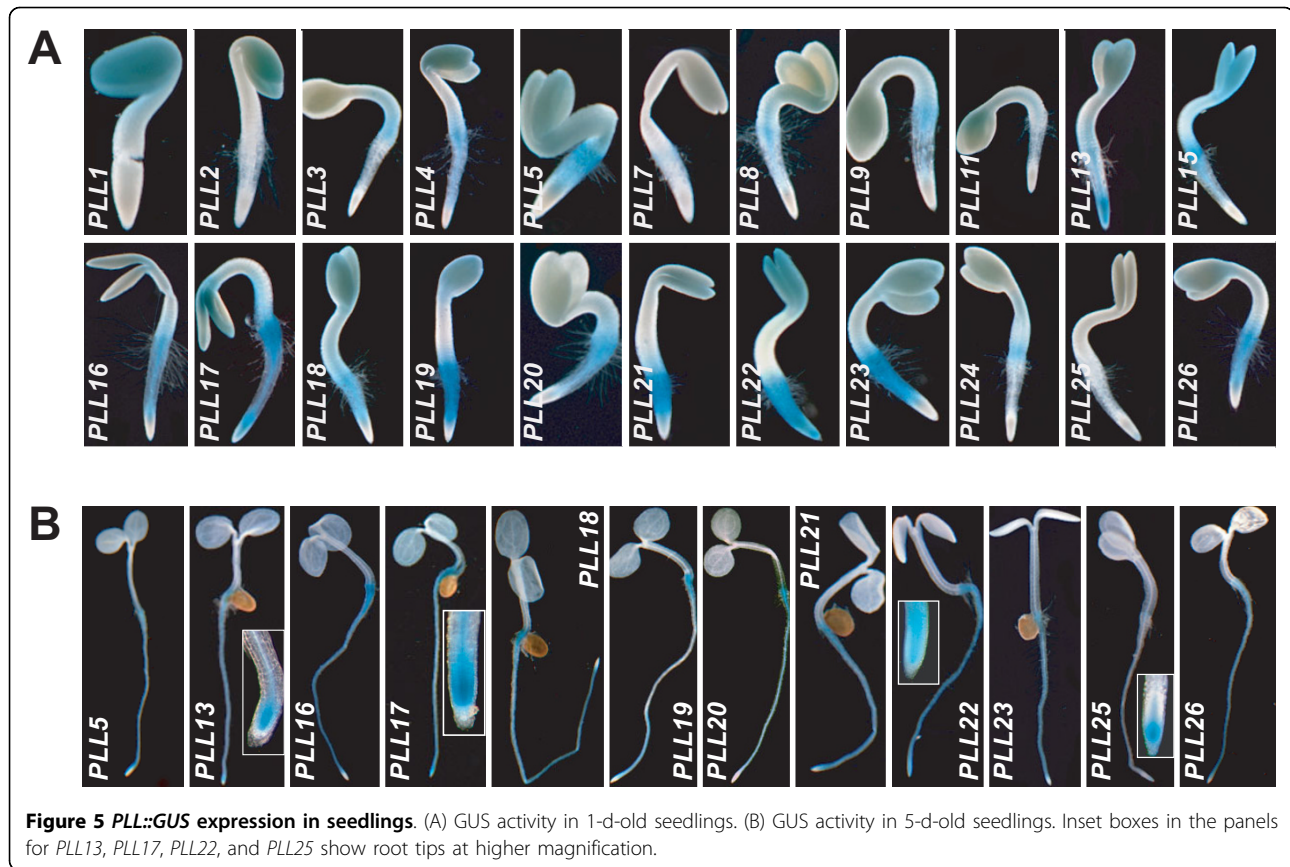 A
PLL1
PLL2
PLL3
PLL4
PLL5
PLL7
PLL8
PLL9
PLL11
PLL13
PLL15
PLL16
PLL17
PLL18
PLL19
PLL20
PLL21
PLL22
PLL23
PLL24
PLL25
PLL26
B
PLL5
PLL13
PLL16
PLL17
PLL18
PLL19
PLL20
PLL21
PLL22
PLL23
PLL25
PLL26
Figure 5 PLL::GUS expression in seedlings. (A) GUS activity in 1-d-old seedlings. (B) GUS activity in 5-d-old seedlings. Inset boxes in the panels
for PLL13, PLL17, PLL22, and PLL25 show root tips at higher magnification.